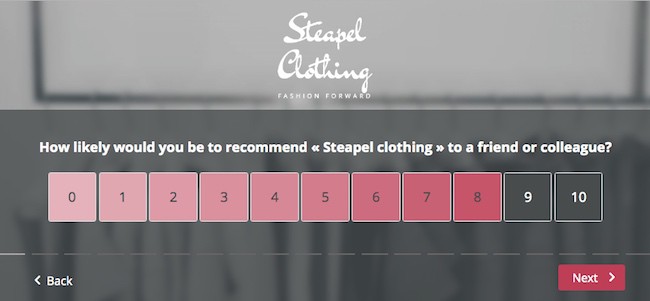 Steapel
Clothing
FASHION FORWARD
How likely would you be to recommend « Steapel clothing » to a friend or colleague?
0 1 2 3 4 5 6 7 8 9 10
Back Next